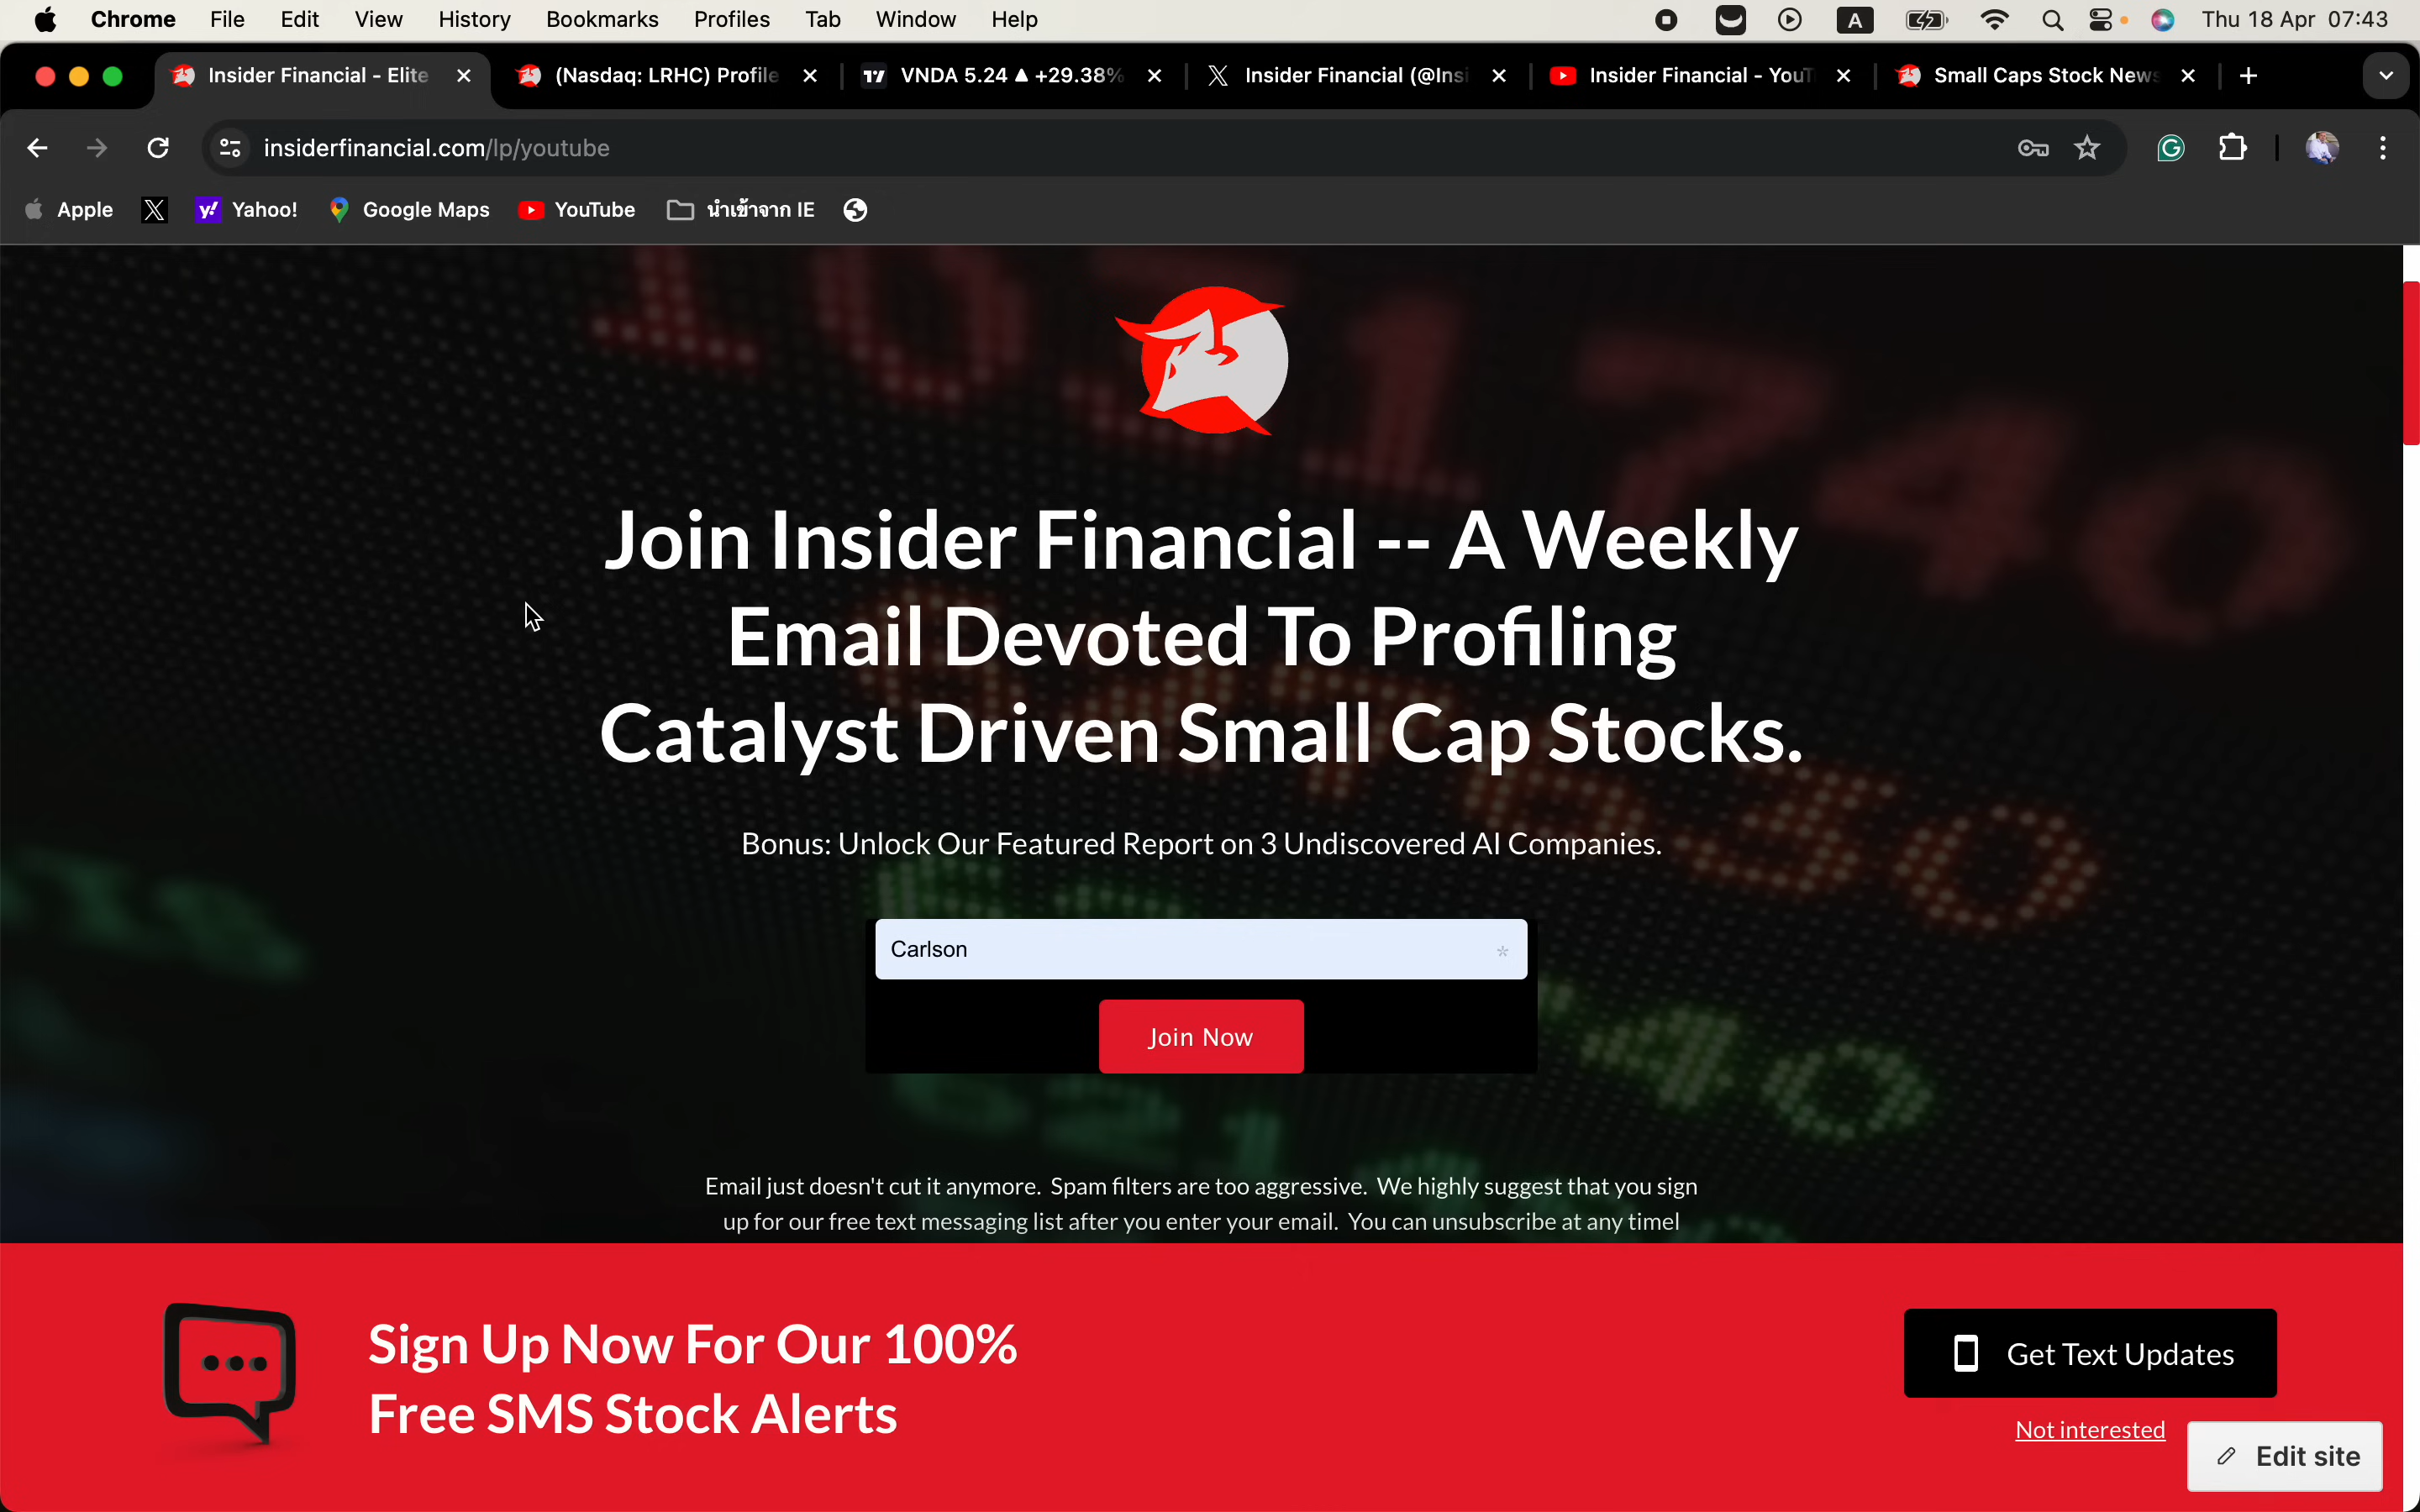 Chrome File Edit View History Bookmarks Profiles Tab Window Help A Thu 18 Apr 07:43
Insider Financial - Elite (Nasdaq: LRHC) Profile VNDA 5.24 ▲ +29.38% Insider Financial (@Insi Insider Financial - YouT Small Caps Stock News
insiderfinancial.com/lp/youtube
Apple Yahoo! Google Maps YouTube นำเข้าจาก IE
Join Insider Financial -- A Weekly
Email Devoted To Profiling
Catalyst Driven Small Cap Stocks.
Bonus: Unlock Our Featured Report on 3 Undiscovered AI Companies.
Carlson *
Join Now
Email just doesn't cut it anymore. Spam filters are too aggressive. We highly suggest that you sign
up for our free text messaging list after you enter your email. You can unsubscribe at any time!
Sign Up Now For Our 100%
Free SMS Stock Alerts
Get Text Updates
Not interested
Edit site